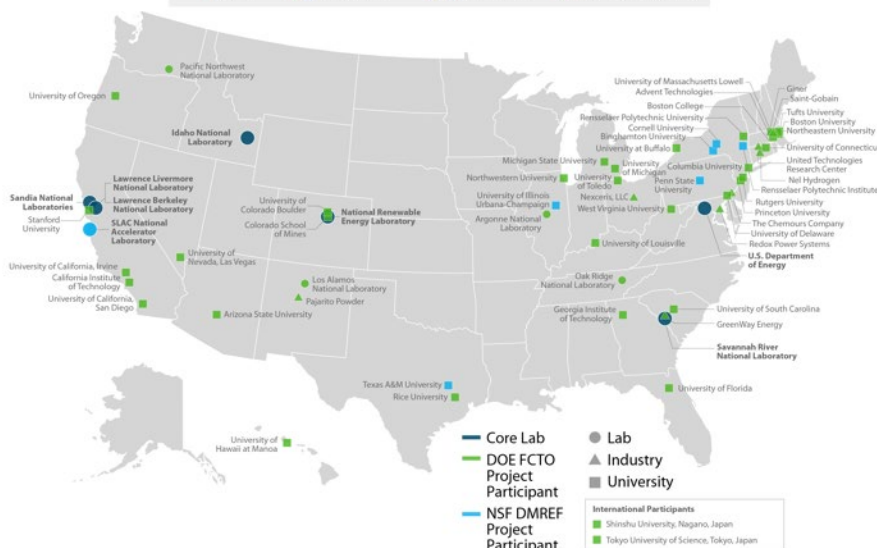 Pacific Northwest
National Laboratory
University of Oregon
Idaho National
Laboratory
Lawrence Livermore
National Laboratory
Sandia National
Laboratories
Lawrence Berkeley
National Laboratory
Stanford
University
SLAC National
Accelerator
Laboratory
University of
Colorado Boulder
Colorado School
of Mines
National Renewable
Energy Laboratory
University of
Nevada, Las Vegas
University of California, Irvine
California Institute
of Technology
University of California,
San Diego
Los Alamos
National Laboratory
Pajarito Powder
Arizona State University
Texas A&M University
Rice University
University of
Hawaii at Manoa
University of Massachusetts Lowell
Advent Technologies
Boston College
Rensselaer Polytechnic University
Cornell University
Binghamton University
University at Buffalo
Michigan State University
University
of Michigan
Northwestern University
University
of Toledo
Columbia University
Penn State
University
Nexceris, LLC
University of Illinois
Urbana-Champaign
Argonne National
Laboratory
West Virginia University
University of Louisville
Oak Ridge
National Laboratory
Georgia Institute
of Technology
Giner
Saint-Gobain
Tufts University
Boston University
Northeastern University
University of Connecticut
United Technologies
Research Center
Nel Hydrogen
Rensselaer Polytechnic Institute
Rutgers University
Princeton University
The Chemours Company
University of Delaware
Redox Power Systems
U.S. Department
of Energy
University of South Carolina
GreenWay Energy
Savannah River
National Laboratory
University of Florida
Core Lab
DOE FCTO
Project
Participant
NSF DMREF
Project
Participant
Lab
Industry
University
International Participants
Shinshu University, Nagano, Japan
Tokyo University of Science, Tokyo, Japan